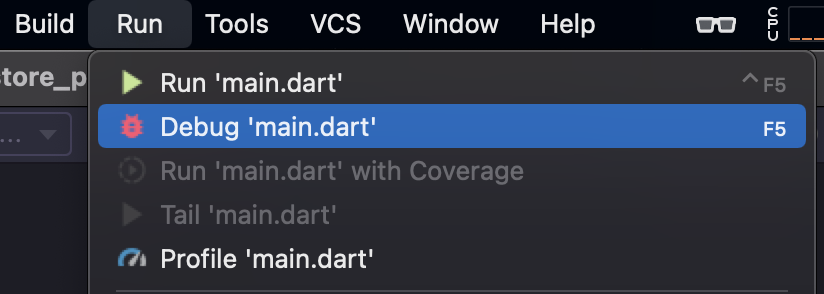 Build Run Tools VCS Window Help CPU
store_p
Run 'main.dart' ^F5
... Debug 'main.dart' F5
Run 'main.dart' with Coverage
Tail 'main.dart'
Profile 'main.dart'